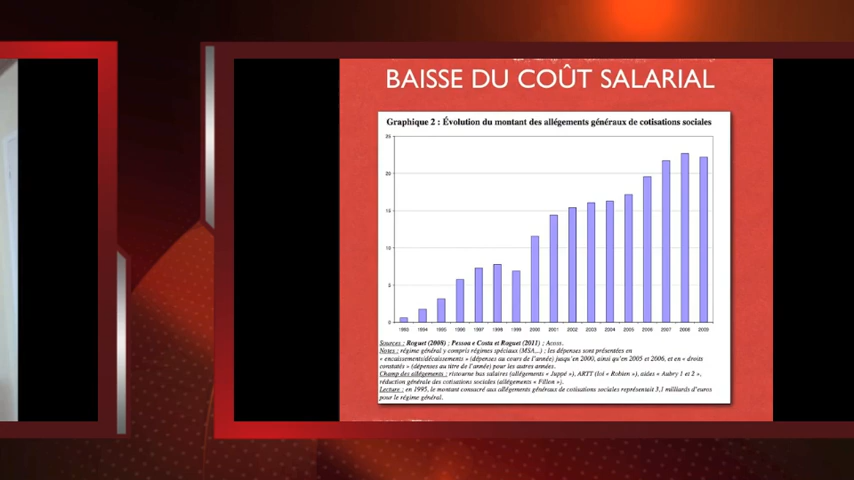 BAISSE DU COÛT SALARIAL
Graphique 2 : Évolution du montant des allégements généraux de cotisations sociales
25
20
15
10
5
0
1993 1994 1995 1996 1997 1998 1999 2000 2001 2002 2003 2004 2005 2006 2007 2008 2009
Sources : Roguet (2008) ; Pessoa e Costa et Roguet (2011) ; Acoss.
Notes : régime général y compris régimes spéciaux (MSA...) ; les dépenses sont présentées en
« encaissements/décaissements » (dépenses au cours de l'année) jusqu'en 2000, ainsi qu'en 2005 et 2006, et en « droits
constatés » (dépenses au titre de l'année) pour les autres années.
Champ des allégements : ristourne bas salaires (allégements « Juppé »), ARTT (loi « Robien »), aides « Aubry 1 et 2 »,
réduction générale des cotisations sociales (allégements « Fillon »).
Lecture : en 1995, le montant consacré aux allégements généraux de cotisations sociales représentait 3,1 milliards d'euros
pour le régime général.